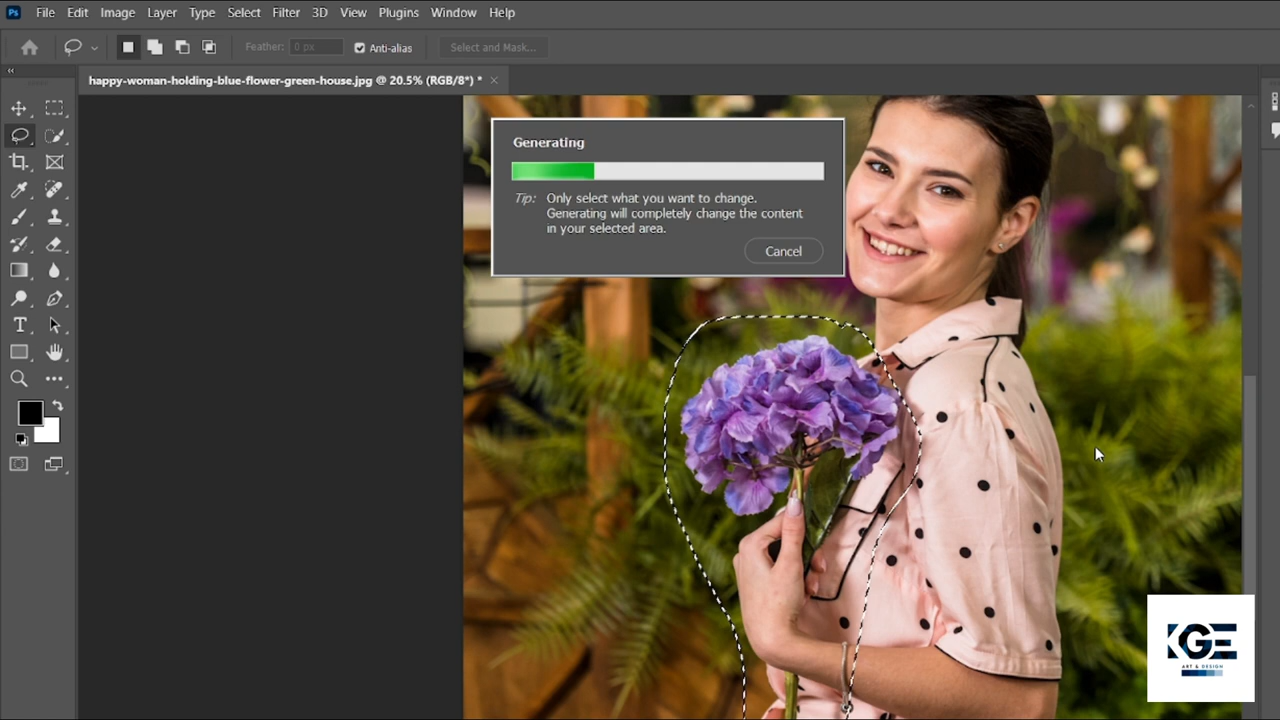 Ps File Edit Image Layer Type Select Filter 3D View Plugins Window Help
Feather: 0 px Anti-alias Select and Mask...
happy-woman-holding-blue-flower-green-house.jpg @ 20.5% (RGB/8*) *
Generating
Tip: Only select what you want to change.
Generating will completely change the content
in your selected area.
Cancel
T
KGE
ART & DESIGN